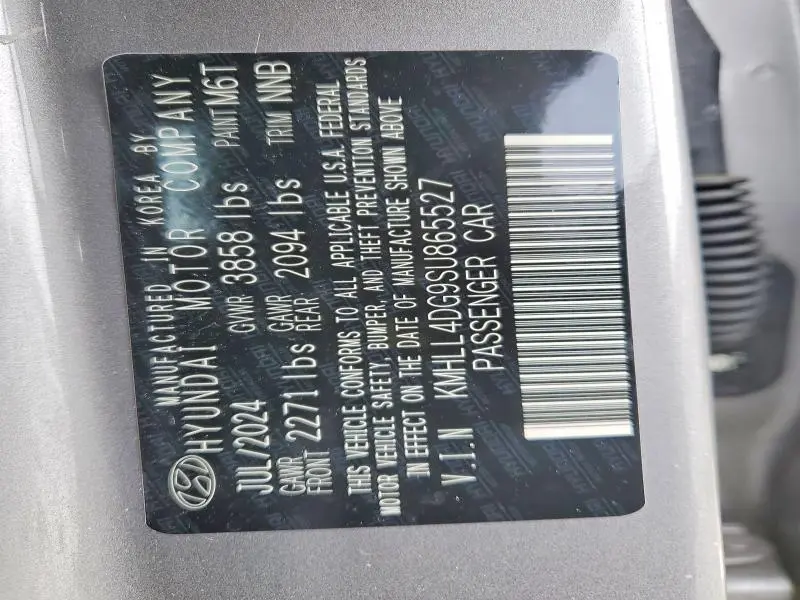 MANUFACTURED IN KOREA BY
HYUNDAI MOTOR COMPANY
JUL/2024 GVWR 3858 lbs PAINT M6T
GAWR FRONT 2271lbs GAWR REAR 2094 lbs TRIM NNB
THIS VEHICLE CONFORMS TO ALL APPLICABLE U.S.A. FEDERAL
MOTOR VEHICLE SAFETY, BUMPER, AND THEFT PREVENTION STANDARDS
IN EFFECT ON THE DATE OF MANUFACTURE SHOWN ABOVE
V.I.N KMHLL4DG9SU865527
PASSENGER CAR